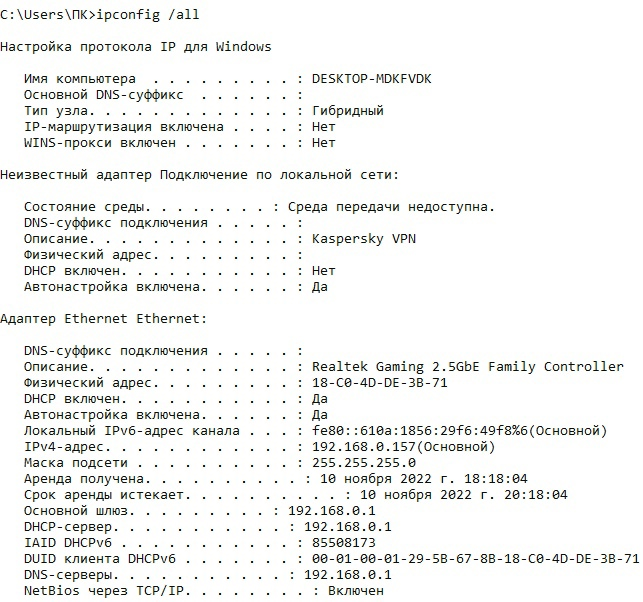 C:\Users\ПК>ipconfig /all
Настройка протокола IP для Windows
Имя компьютера . . . . . . . . . : DESKTOP-MDKFVDK
Основной DNS-суффикс . . . . . . :
Тип узла. . . . . . . . . . . . . : Гибридный
IP-маршрутизация включена . . . . : Нет
WINS-прокси включен . . . . . . . : Нет
Неизвестный адаптер Подключение по локальной сети:
Состояние среды. . . . . . . . : Среда передачи недоступна.
DNS-суффикс подключения . . . . . :
Описание. . . . . . . . . . . . . : Kaspersky VPN
Физический адрес. . . . . . . . . :
DHCP включен. . . . . . . . . . . : Нет
Автонастройка включена. . . . . . : Да
Адаптер Ethernet Ethernet:
DNS-суффикс подключения . . . . . :
Описание. . . . . . . . . . . . . : Realtek Gaming 2.5GbE Family Controller
Физический адрес. . . . . . . . . : 18-C0-4D-DE-3B-71
DHCP включен. . . . . . . . . . . : Да
Автонастройка включена. . . . . . : Да
Локальный IPv6-адрес канала . . . : fe80::610a:1856:29f6:49f8%6(Основной)
IPv4-адрес. . . . . . . . . . . . : 192.168.0.157(Основной)
Маска подсети . . . . . . . . . . : 255.255.255.0
Аренда получена. . . . . . . . . . : 10 ноября 2022 г. 18:18:04
Срок аренды истекает. . . . . . . . . . : 10 ноября 2022 г. 20:18:04
Основной шлюз. . . . . . . . . : 192.168.0.1
DHCP-сервер. . . . . . . . . . . : 192.168.0.1
IAID DHCPv6 . . . . . . . . . . . : 85508173
DUID клиента DHCPv6 . . . . . . . : 00-01-00-01-29-5B-67-8B-18-C0-4D-DE-3B-71
DNS-серверы. . . . . . . . . . . : 192.168.0.1
NetBios через TCP/IP. . . . . . . . : Включен